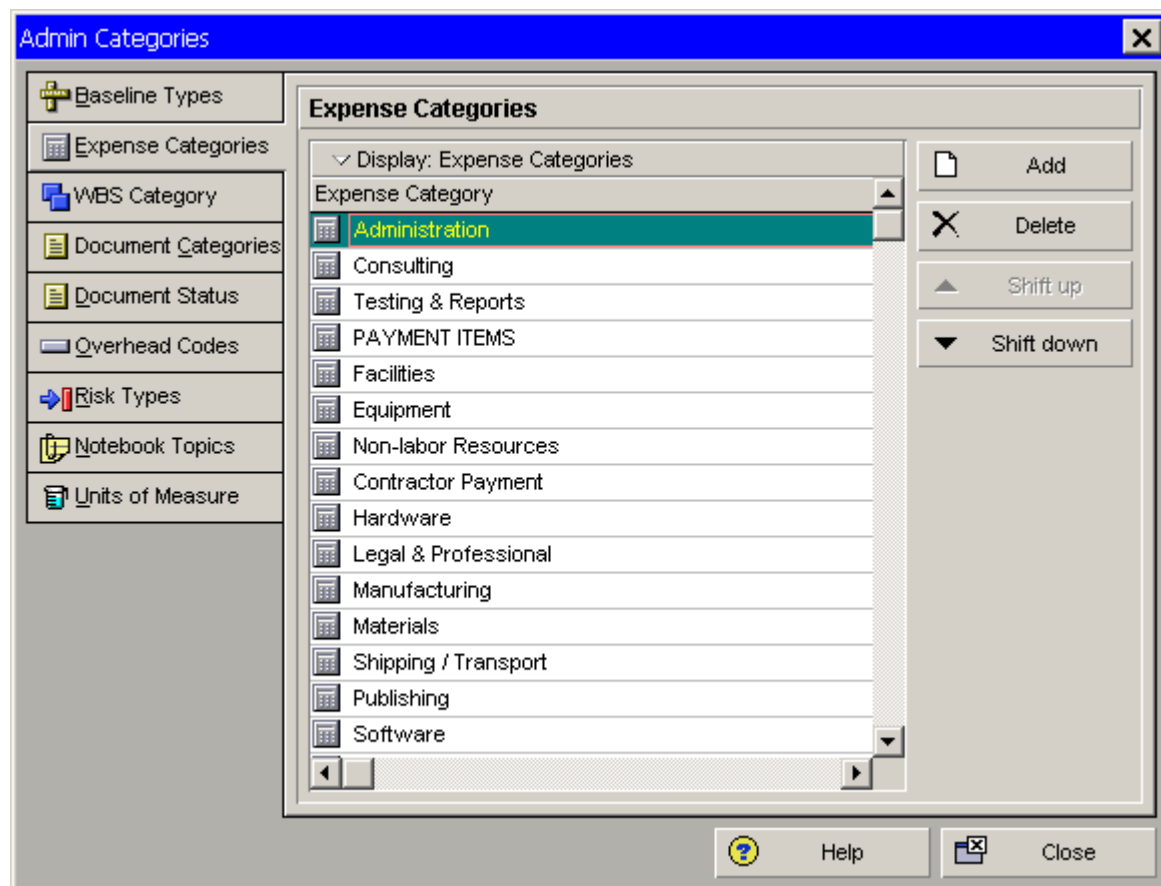 Admin Categories
Baseline Types
Expense Categories
WBS Category
Document Categories
Document Status
Overhead Codes
Risk Types
Notebook Topics
Units of Measure
Expense Categories
Display: Expense Categories
Expense Category
Administration
Consulting
Testing & Reports
PAYMENT ITEMS
Facilities
Equipment
Non-labor Resources
Contractor Payment
Hardware
Legal & Professional
Manufacturing
Materials
Shipping / Transport
Publishing
Software
Add
Delete
Shift up
Shift down
Help
Close